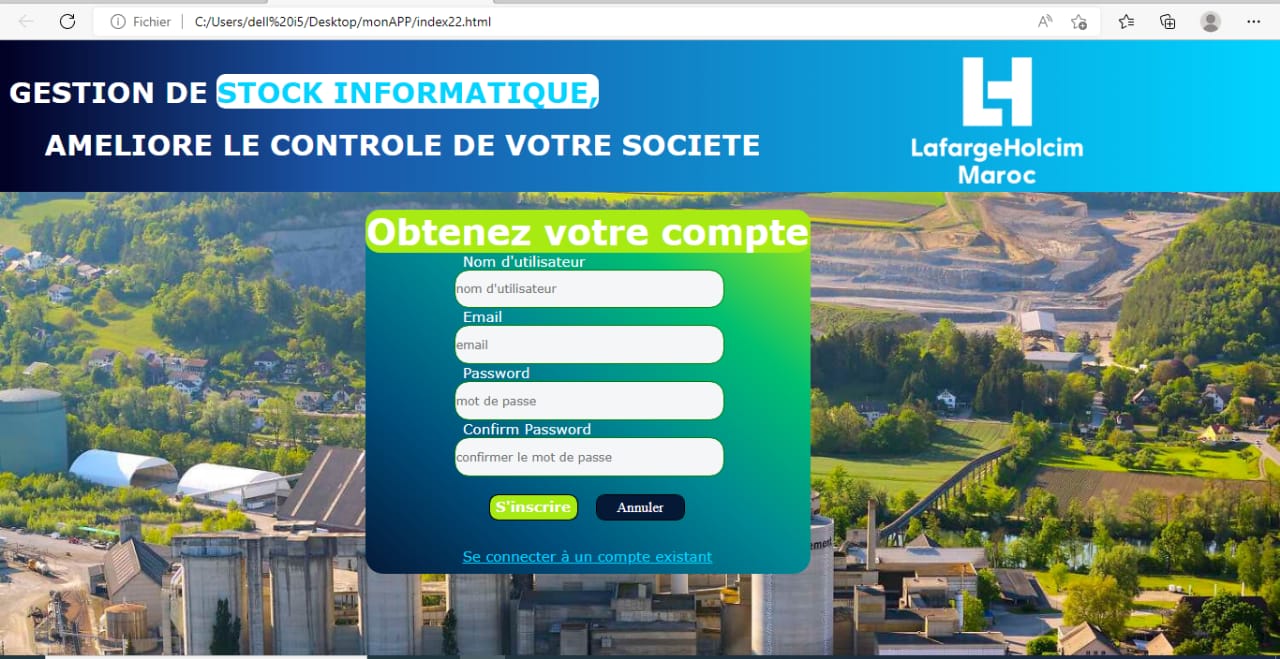 Fichier
C:/Users/dell%20i5/Desktop/monAPP/index22.html
GESTION DE STOCK INFORMATIQUE,
AMELIORE LE CONTROLE DE VOTRE SOCIETE
LafargeHolcim
Maroc
Obtenez votre compte
Nom d'utilisateur
nom d'utilisateur
Email
email
Password
mot de passe
Confirm Password
confirmer le mot de passe
S'inscrire
Annuler
Se connecter à un compte existant